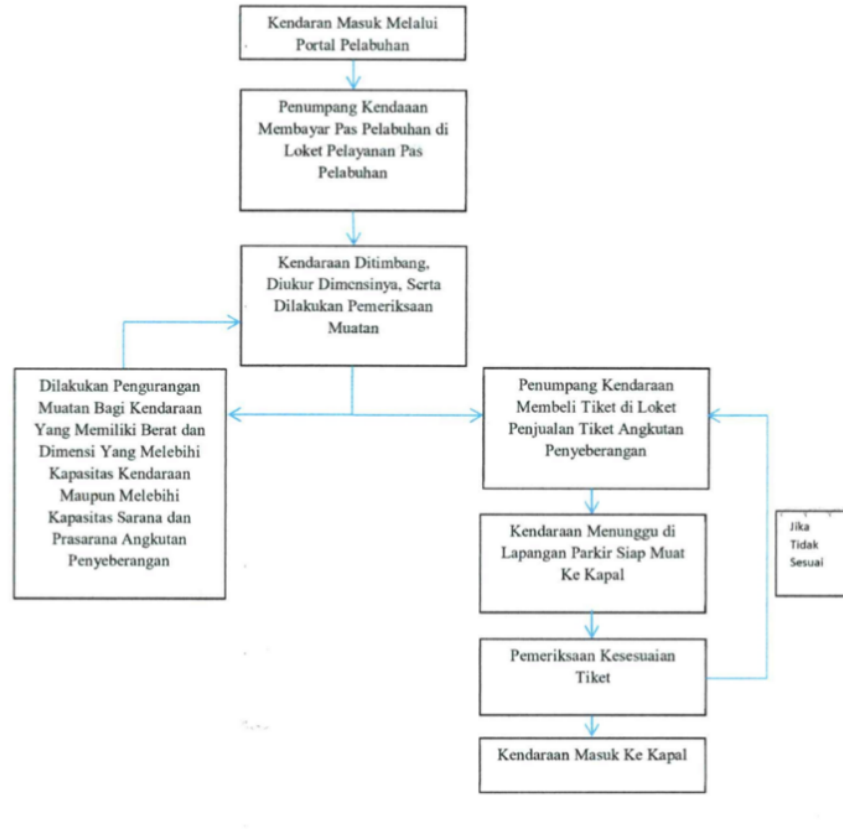 Kendaran Masuk Melalui
Portal Pelabuhan
Penumpang Kendaaan
Membayar Pas Pelabuhan di
Loket Pelayanan Pas
Pelabuhan
Kendaraan Ditimbang,
Diukur Dimensinya, Serta
Dilakukan Pemeriksaan
Muatan
Dilakukan Pengurangan
Muatan Bagi Kendaraan
Yang Memiliki Berat dan
Dimensi Yang Melebihi
Kapasitas Kendaraan
Maupun Melebihi
Kapasitas Sarana dan
Prasarana Angkutan
Penyeberangan
Penumpang Kendaraan
Membeli Tiket di Loket
Penjualan Tiket Angkutan
Penyeberangan
Kendaraan Menunggu di
Lapangan Parkir Siap Muat
Ke Kapal
Jika
Tidak
Sesuai
Pemeriksaan Kesesuaian
Tiket
Kendaraan Masuk Ke Kapal